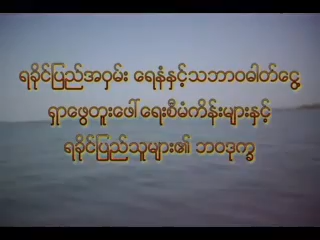 ရခိုင်ပြည်အဝှမ်း ရေနံနှင့်သဘာဝဓါတ်ငွေ့
ရှာဖွေတူးဖေါ်ရေးစီမံကိန်းများနှင့်
ရခိုင်ပြည်သူများ၏ ဘဝဒုက္ခ